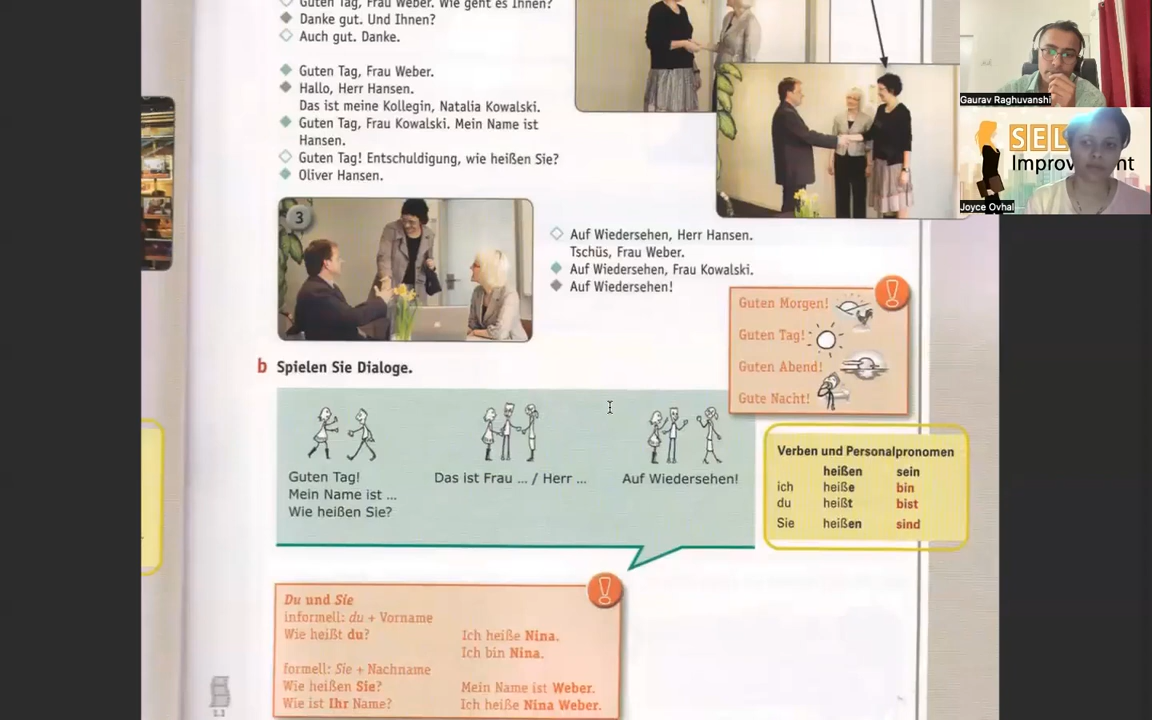 Guten Tag, Frau Weber. Wie geht es Ihnen?
Danke gut. Und Ihnen?
Auch gut. Danke.
Guten Tag, Frau Weber.
Hallo, Herr Hansen.
Das ist meine Kollegin, Natalia Kowalski.
Guten Tag, Frau Kowalski. Mein Name ist
Hansen.
Guten Tag! Entschuldigung, wie heißen Sie?
Oliver Hansen.
3
Auf Wiedersehen, Herr Hansen.
Tschüs, Frau Weber.
Auf Wiedersehen, Frau Kowalski.
Auf Wiedersehen!
Guten Morgen!
Guten Tag!
Guten Abend!
Gute Nacht!
b Spielen Sie Dialoge.
Guten Tag!
Mein Name ist ...
Wie heißen Sie?
Das ist Frau ... / Herr ...
Auf Wiedersehen!
Verben und Personalpronomen
heißen sein
ich heiße bin
du heißt bist
Sie heißen sind
Du und Sie
informell: du + Vorname
Wie heißt du? Ich heiße Nina.
Ich bin Nina.
formell: Sie + Nachname
Wie heißen Sie? Mein Name ist Weber.
Wie ist Ihr Name? Ich heiße Nina Weber.
Gaurav Raghuvanshi
SEL
Improv nt
Joyce Ovhal